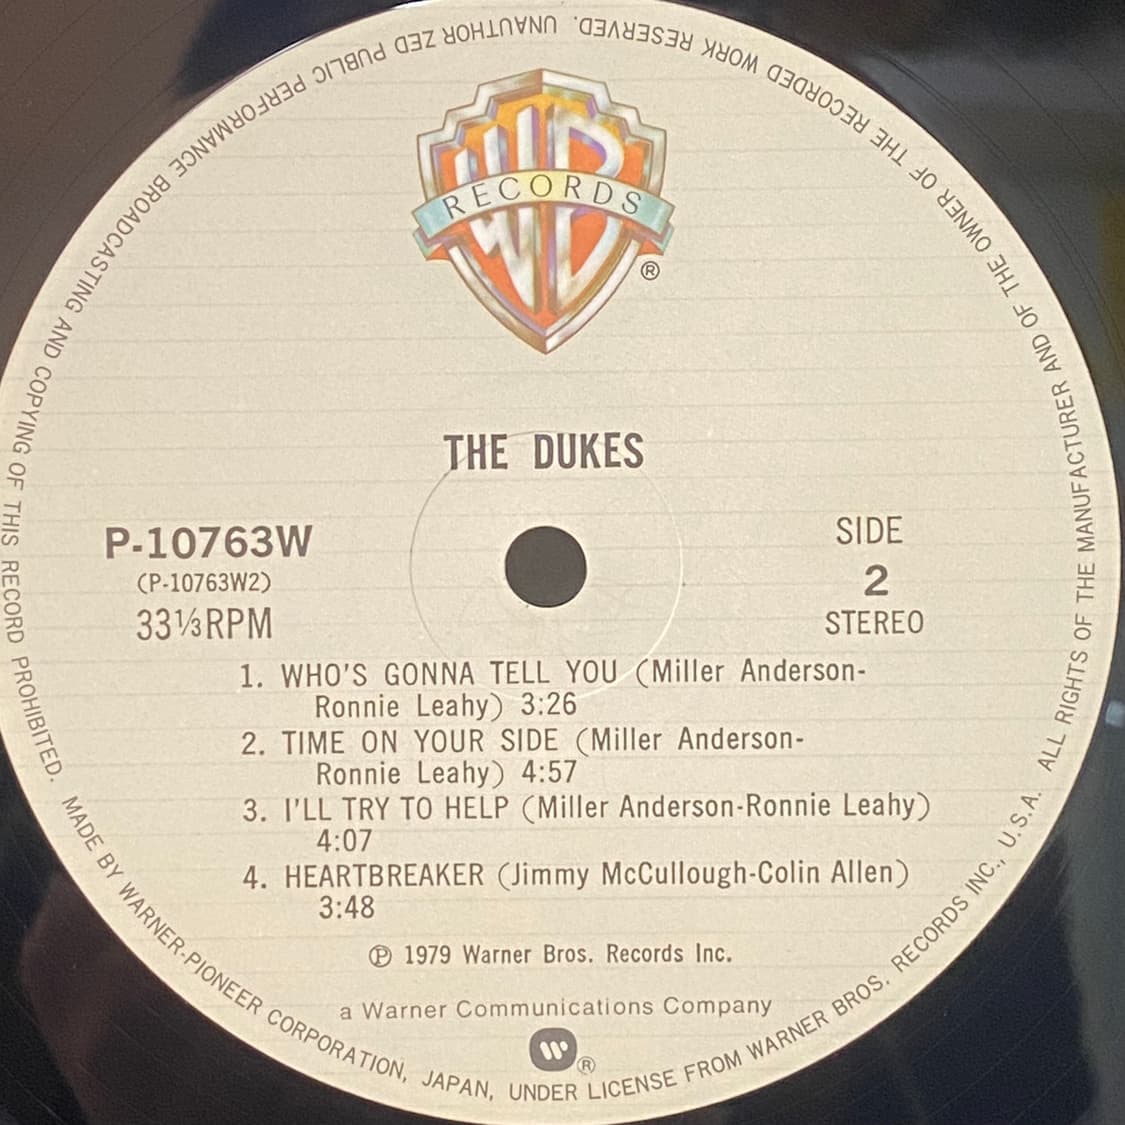 RECORDS
®
THE DUKES
P-10763W
(P-10763W2)
33⅓RPM
SIDE
2
STEREO
1. WHO'S GONNA TELL YOU (Miller Anderson-
Ronnie Leahy) 3:26
2. TIME ON YOUR SIDE (Miller Anderson-
Ronnie Leahy) 4:57
3. I'LL TRY TO HELP (Miller Anderson-Ronnie Leahy)
4:07
4. HEARTBREAKER (Jimmy McCullough-Colin Allen)
3:48
℗ 1979 Warner Bros. Records Inc.
a Warner Communications Company
®
MADE BY WARNER-PIONEER CORPORATION, JAPAN, UNDER LICENSE FROM WARNER BROS. RECORDS INC., U.S.A. ALL RIGHTS OF THE MANUFACTURER AND OF THE OWNER OF THE RECORDED WORK RESERVED. UNAUTHOR ZED PUBLIC PERFORMANCE BROADCASTING AND COPYING OF THIS RECORD PROHIBITED.